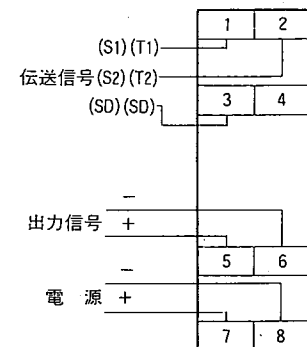 1 2
(S1)(T1)
伝送信号(S2)(T2)
3 4
(SD)(SD)
−
出力信号 +
5 6
−
電 源 +
7 8